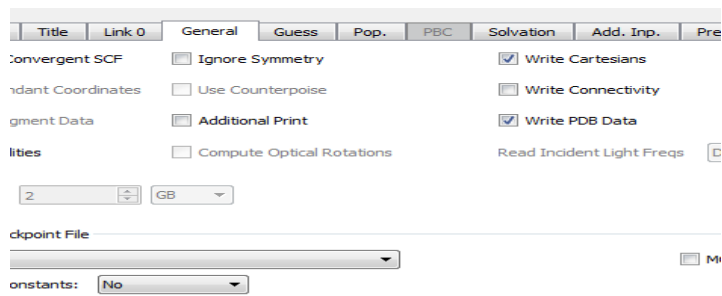 Title Link 0 General Guess Pop. PBC Solvation Add. Inp. Pre
Convergent SCF Ignore Symmetry Write Cartesians
ndant Coordinates Use Counterpoise Write Connectivity
gment Data Additional Print Write PDB Data
lities Compute Optical Rotations Read Incident Light Freqs D
2 GB
ckpoint File
M
onstants: No